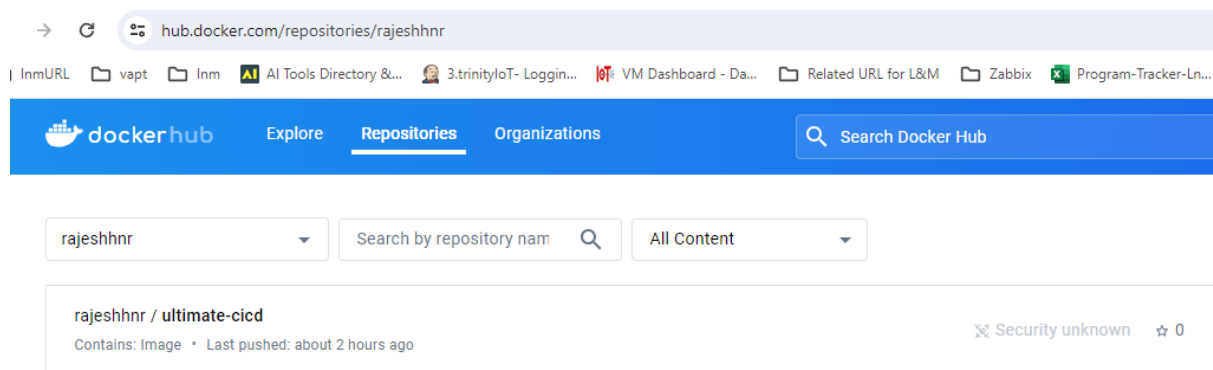 hub.docker.com/repositories/rajeshhnr
InmURL vapt Inm AI AI Tools Directory &... 3.trinityIoT- Loggin... IoT VM Dashboard - Da... Related URL for L&M Zabbix Program-Tracker-Ln...
dockerhub Explore Repositories Organizations Search Docker Hub
rajeshhnr Search by repository nam All Content
rajeshhnr / ultimate-cicd
Security unknown 0
Contains: Image • Last pushed: about 2 hours ago